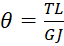 θ = TL/GJ